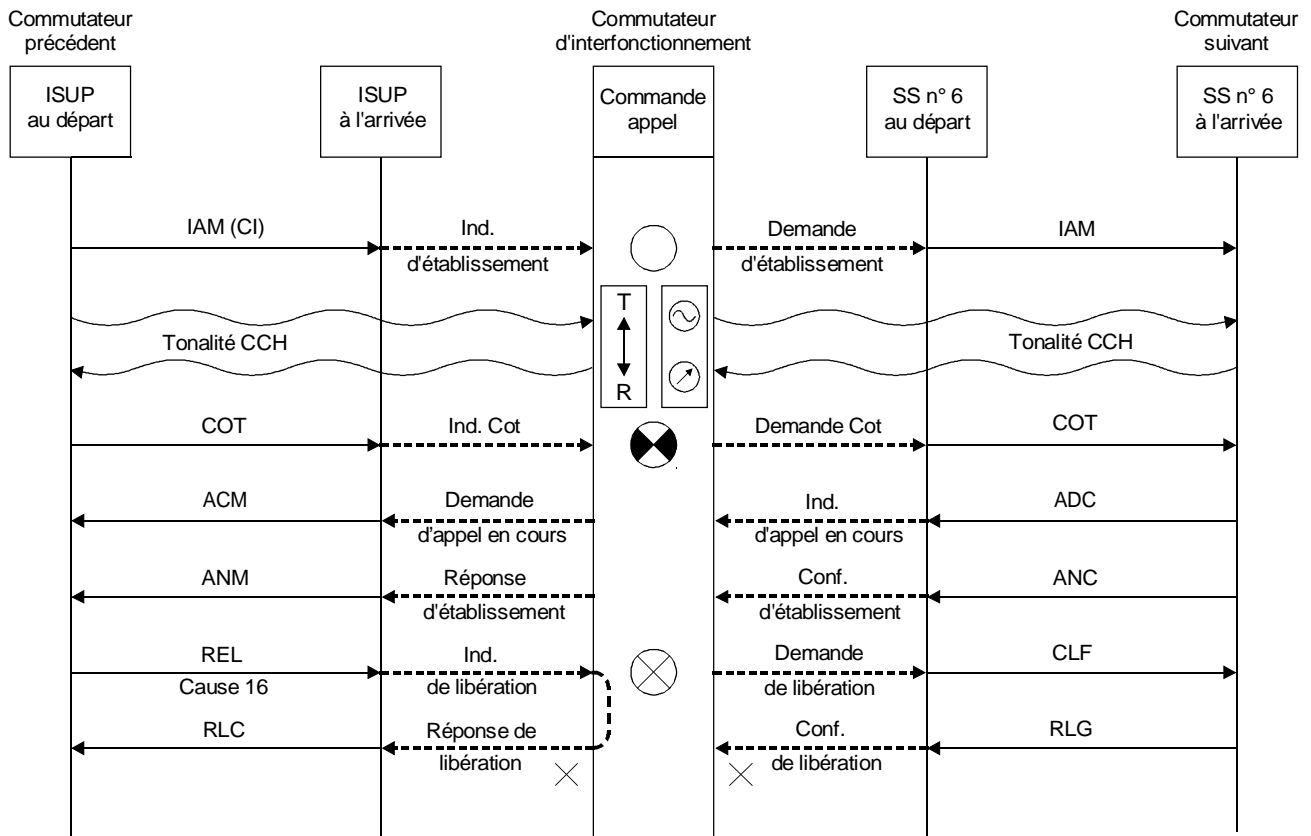 Commutateur
précédent
Commutateur
d'interfonctionnement
Commutateur
suivant
ISUP
au départ
ISUP
à l'arrivée
Commande
appel
SS n° 6
au départ
SS n° 6
à l'arrivée
IAM (CI)
Ind.
d'établissement
Demande
d'établissement
IAM
T
R
Tonalité CCH
Tonalité CCH
COT
Ind. Cot
Demande Cot
COT
ACM
Demande
d'appel en cours
Ind.
d'appel en cours
ADC
ANM
Réponse
d'établissement
Conf.
d'établissement
ANC
REL
Cause 16
Ind.
de libération
Demande
de libération
CLF
RLC
Réponse de
libération
Conf.
de libération
RLG